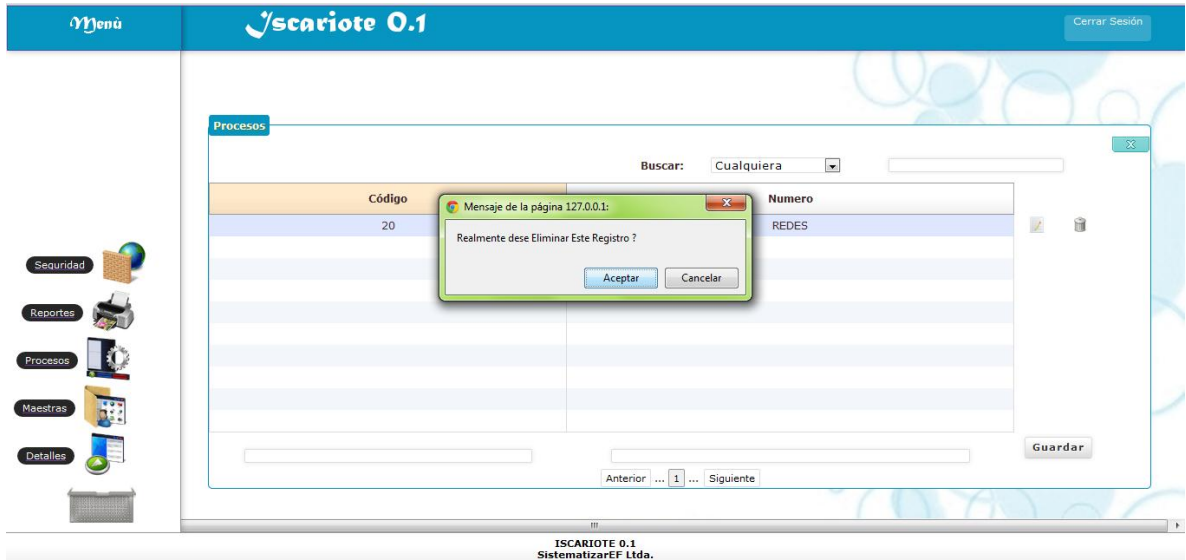 Menù
Iscariote 0.1
Cerrar Sesión
Procesos
X
Buscar: Cualquiera
Código Numero
20 REDES
Mensaje de la página 127.0.0.1:
Realmente dese Eliminar Este Registro ?
Aceptar Cancelar
Seguridad
Reportes
Procesos
Maestras
Detalles
Guardar
Anterior ... 1 ... Siguiente
ISCARIOTE 0.1
SistematizarEF Ltda.